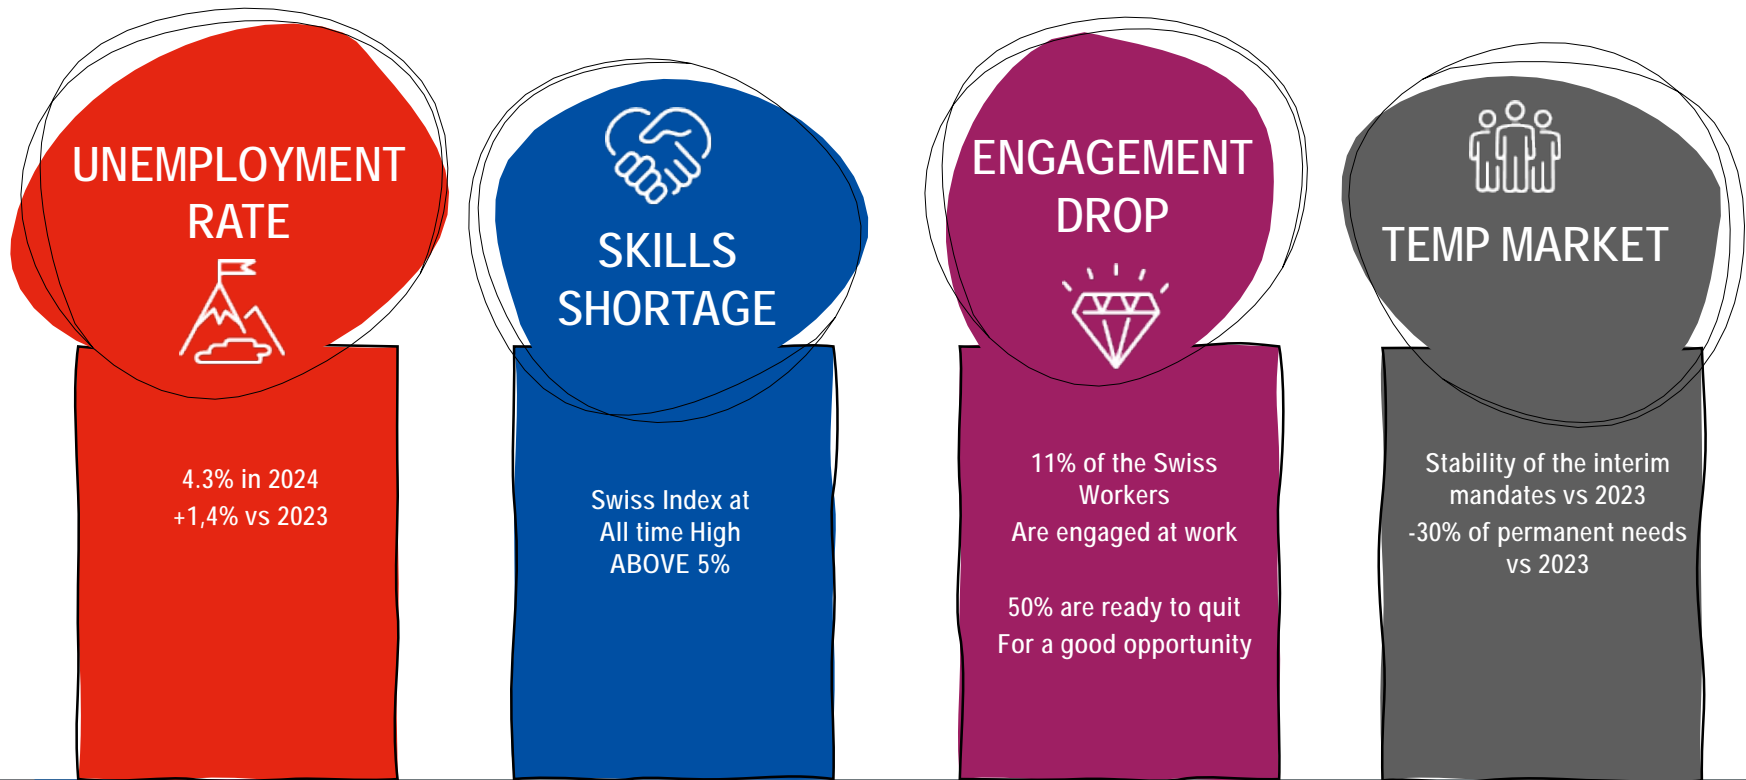 UNEMPLOYMENT
RATE
4.3% in 2024
+1,4% vs 2023
SKILLS
SHORTAGE
Swiss Index at
All time High
ABOVE 5%
ENGAGEMENT
DROP
11% of the Swiss
Workers
Are engaged at work
50% are ready to quit
For a good opportunity
TEMP MARKET
Stability of the interim
mandates vs 2023
-30% of permanent needs
vs 2023